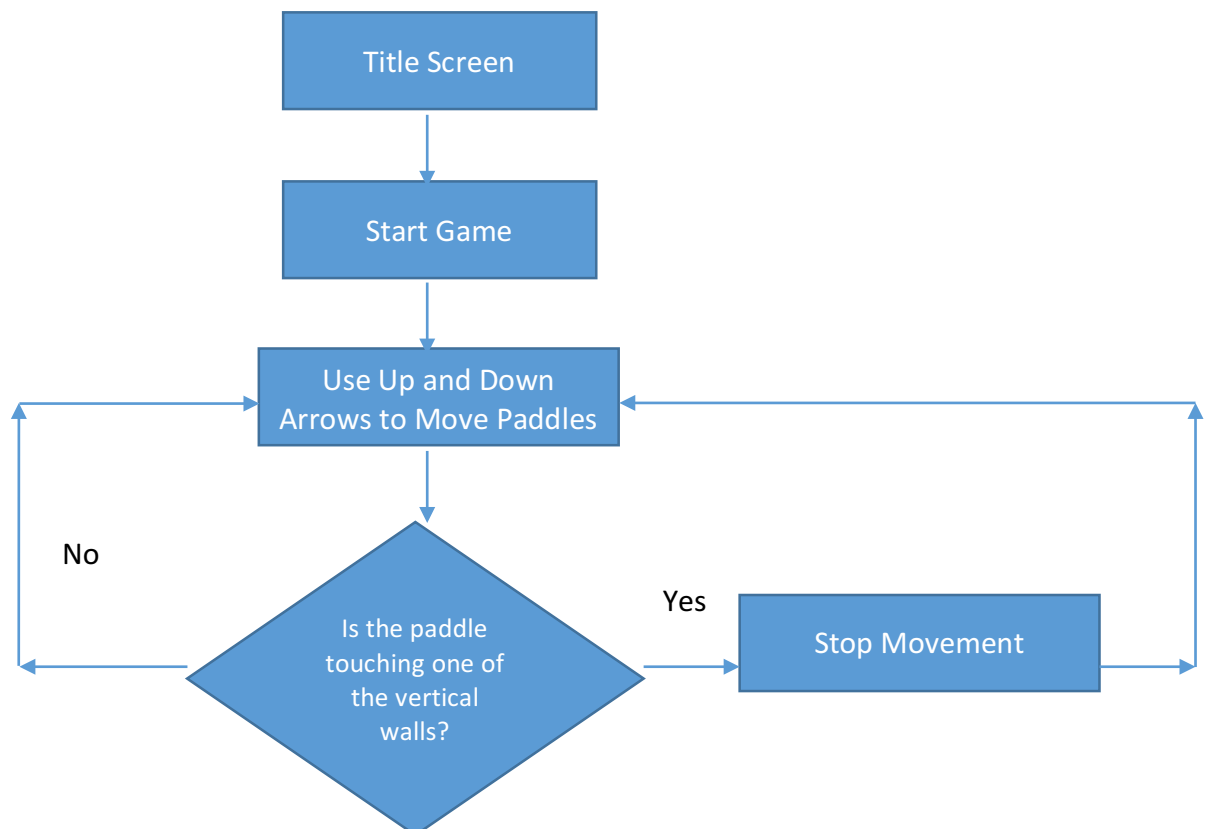 Title Screen
Start Game
Use Up and Down
Arrows to Move Paddles
No
Yes
Is the paddle
touching one of
the vertical
walls?
Stop Movement